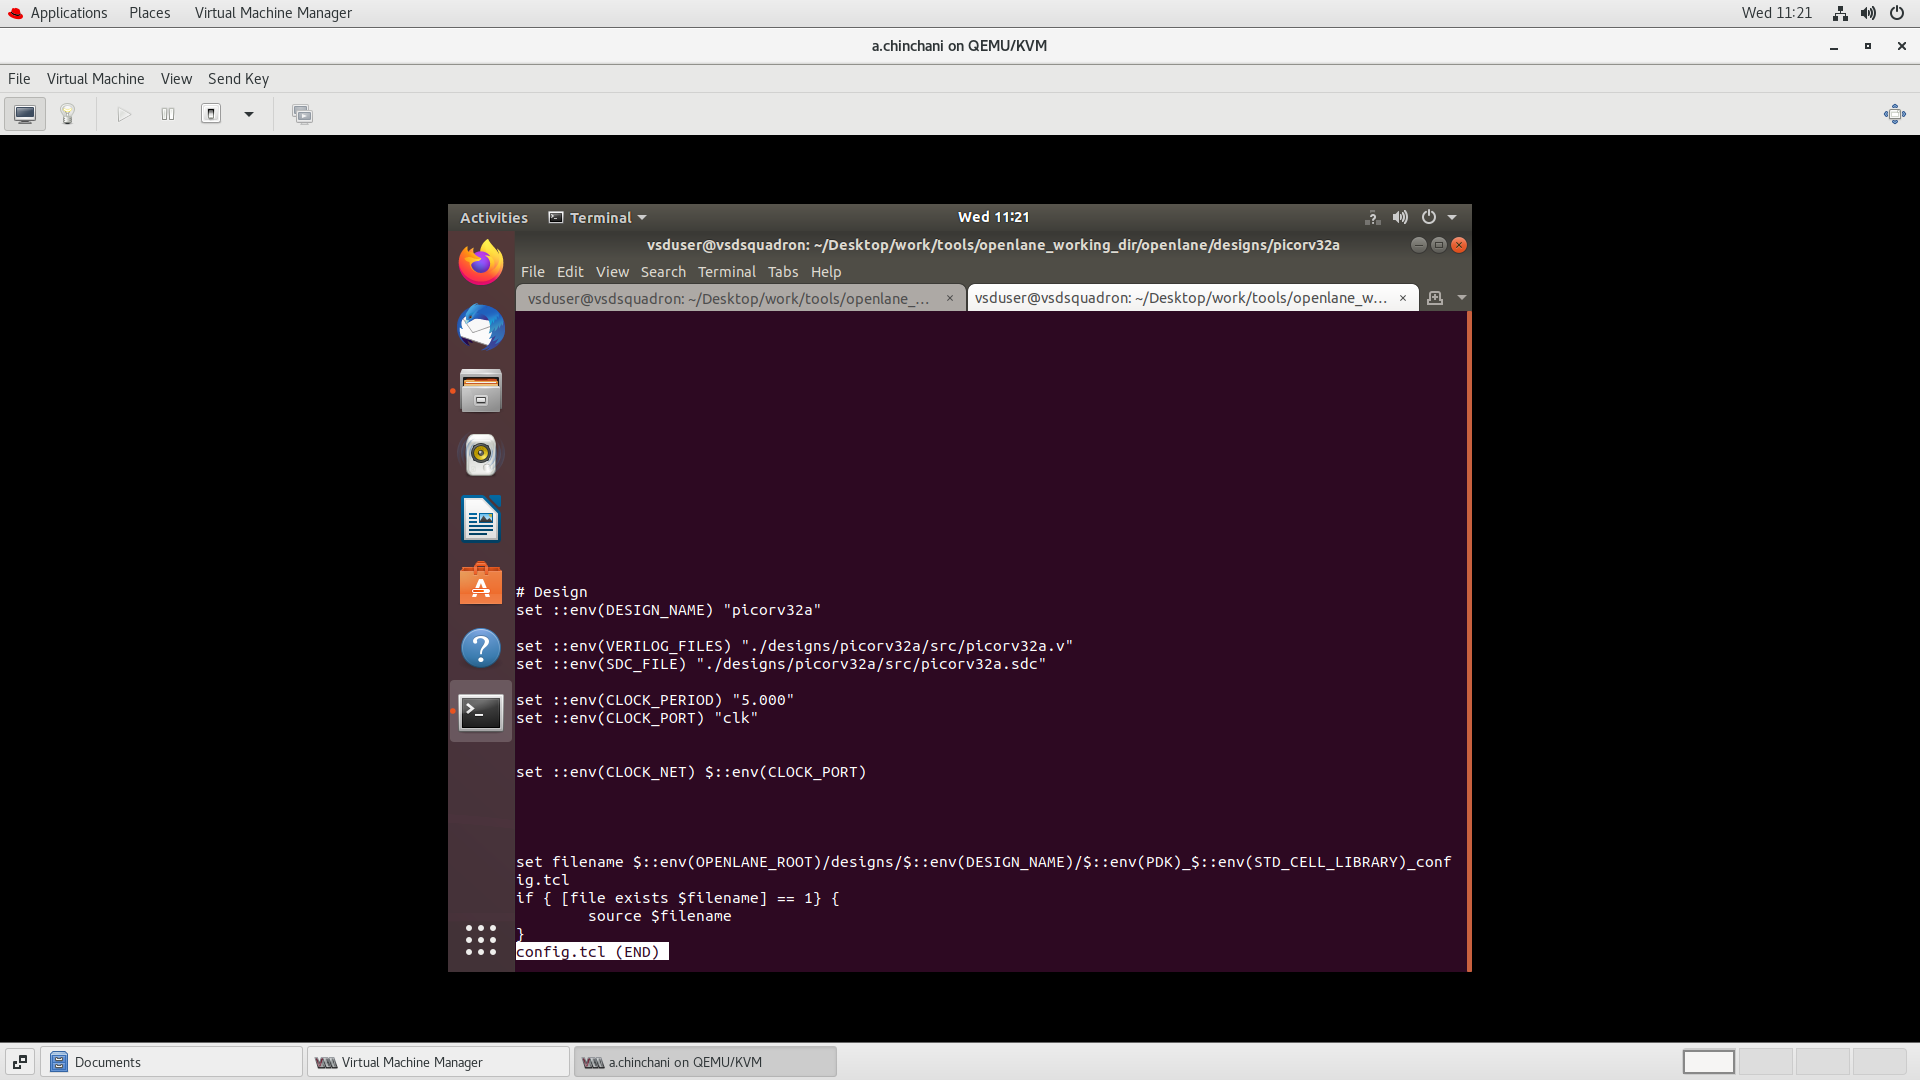 Applications Places Virtual Machine Manager Wed 11:21
a.chinchani on QEMU/KVM
File Virtual Machine View Send Key
Activities Terminal Wed 11:21
vsduser@vsdsquadron: ~/Desktop/work/tools/openlane_working_dir/openlane/designs/picorv32a
File Edit View Search Terminal Tabs Help
vsduser@vsdsquadron: ~/Desktop/work/tools/openlane_... × vsduser@vsdsquadron: ~/Desktop/work/tools/openlane_w... ×
# Design
set ::env(DESIGN_NAME) "picorv32a"
set ::env(VERILOG_FILES) "./designs/picorv32a/src/picorv32a.v"
set ::env(SDC_FILE) "./designs/picorv32a/src/picorv32a.sdc"
set ::env(CLOCK_PERIOD) "5.000"
set ::env(CLOCK_PORT) "clk"
set ::env(CLOCK_NET) $::env(CLOCK_PORT)
set filename $::env(OPENLANE_ROOT)/designs/$::env(DESIGN_NAME)/$::env(PDK)_$::env(STD_CELL_LIBRARY)_conf
ig.tcl
if { [file exists $filename] == 1} {
source $filename
}
config.tcl (END)
Documents Virtual Machine Manager a.chinchani on QEMU/KVM